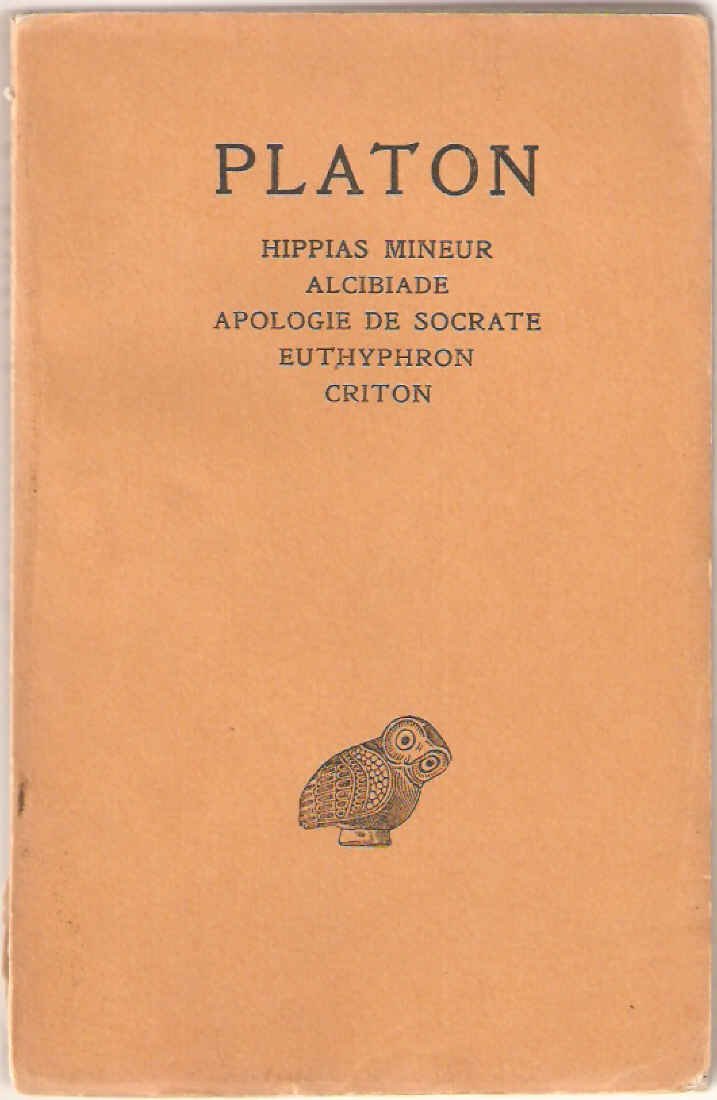 PLATON
HIPPIAS MINEUR
ALCIBIADE
APOLOGIE DE SOCRATE
EUTHYPHRON
CRITON